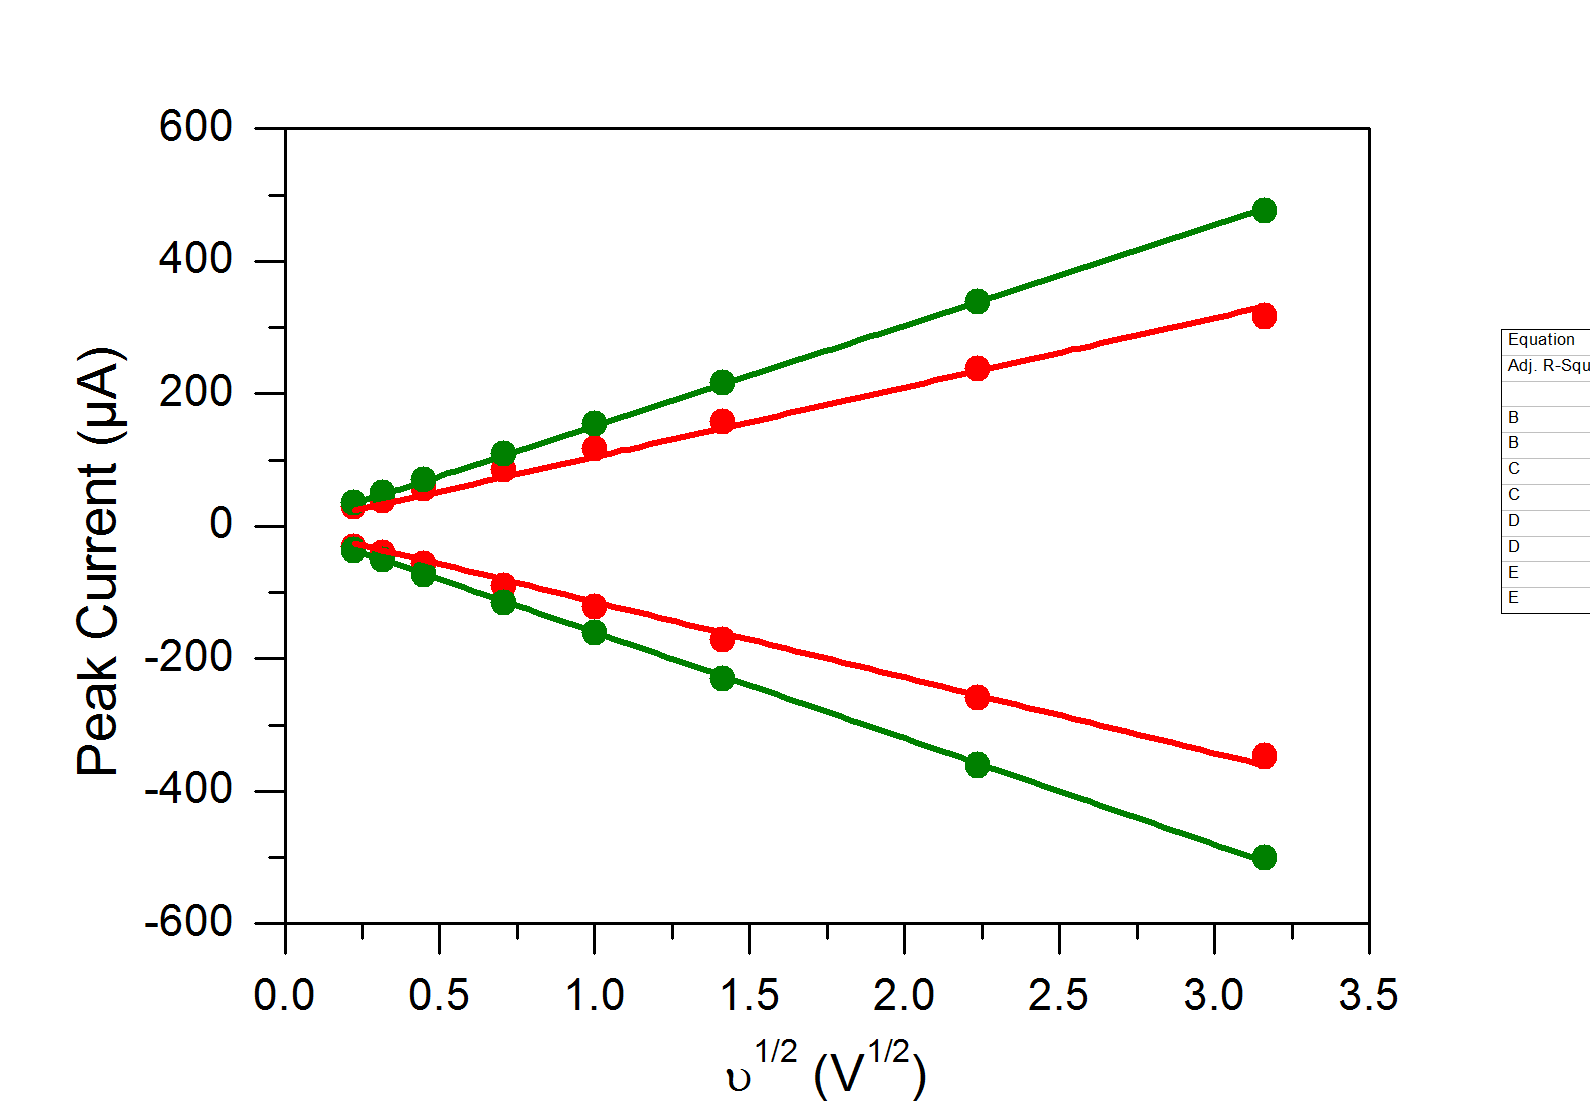 600
400
200
0
-200
-400
-600
Peak Current (µA)
0.0 0.5 1.0 1.5 2.0 2.5 3.0 3.5
υ1/2 (V1/2)
Equation
Adj. R-Squ
B
B
C
C
D
D
E
E